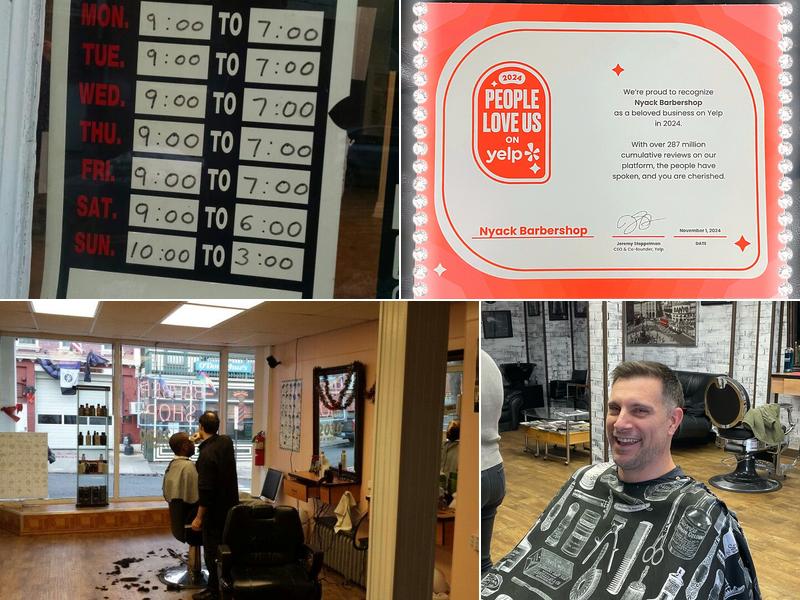 MON. 9:00 TO 7:00
TUE. 9:00 TO 7:00
WED. 9:00 TO 7:00
THU. 9:00 TO 7:00
FRI. 9:00 TO 7:00
SAT. 9:00 TO 6:00
SUN. 10:00 TO 3:00
2024
PEOPLE
LOVE US
ON
yelp
We're proud to recognize
Nyack Barbershop
as a beloved business on Yelp
in 2024.
With over 287 million
cumulative reviews on our
platform, the people have
spoken, and you are cherished.
Nyack Barbershop
Jeremy Stoppelman
CEO & Co-founder, Yelp
November 1, 2024
DATE
SHOP